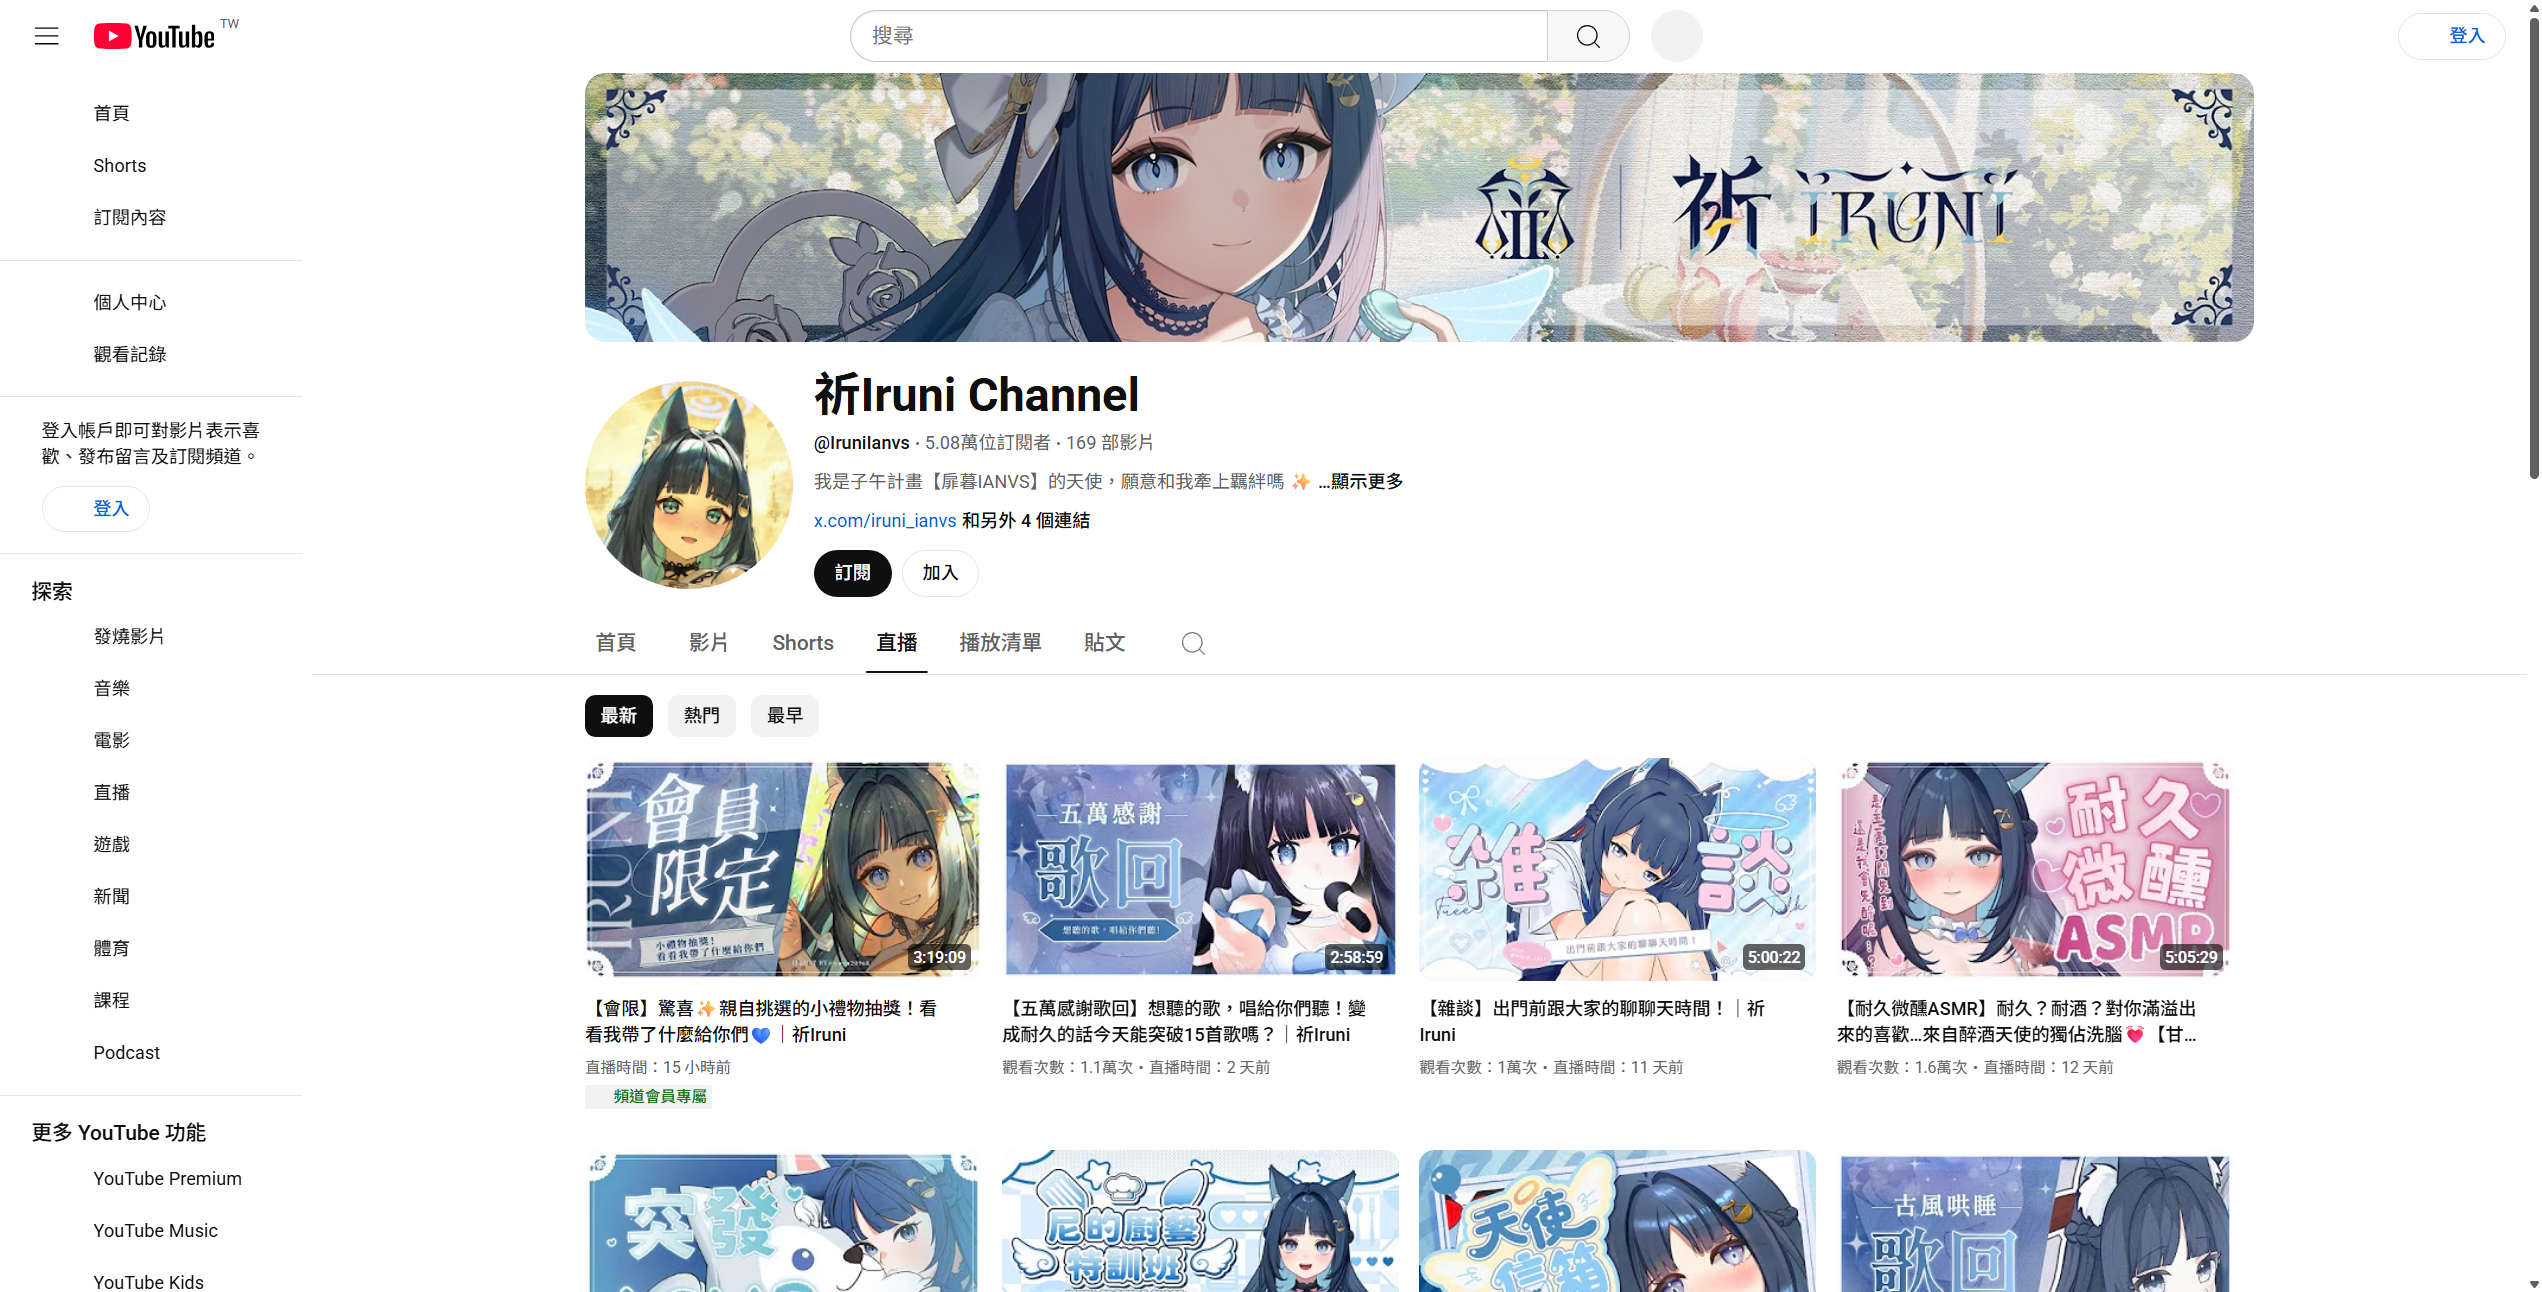 YouTube TW
搜尋
登入
首頁
Shorts
訂閱內容
個人中心
觀看記錄
登入帳戶即可對影片表示喜
歡、發布留言及訂閱頻道。
登入
探索
發燒影片
音樂
電影
直播
遊戲
新聞
體育
課程
Podcast
更多 YouTube 功能
YouTube Premium
YouTube Music
YouTube Kids
祈 IRUNI
祈Iruni Channel
@IruniIanvs · 5.08萬位訂閱者 · 169 部影片
我是子午計畫【扉暮IANVS】的天使，願意和我牽上羈絆嗎 ✨ ...顯示更多
x.com/iruni_ianvs 和另外 4 個連結
訂閱 加入
首頁 影片 Shorts 直播 播放清單 貼文
最新 熱門 最早
IRUNI
會員
限定
小禮物抽獎！
看看我帶了什麼給你們
3:19:09
【會限】驚喜✨親自挑選的小禮物抽獎！看
看我帶了什麼給你們💙｜祈Iruni
直播時間：15 小時前
頻道會員專屬
五萬感謝
歌回
想聽的歌，唱給你們聽！
2:58:59
【五萬感謝歌回】想聽的歌，唱給你們聽！變
成耐久的話今天能突破15首歌嗎？｜祈Iruni
觀看次數：1.1萬次・直播時間：2 天前
雜談
Free Talk
出門前跟大家的聊聊天時間！
5:00:22
【雜談】出門前跟大家的聊聊天時間！｜祈
Iruni
觀看次數：1萬次・直播時間：11 天前
耐久
微醺
ASMR
5:05:29
【耐久微醺ASMR】耐久？耐酒？對你滿溢出
來的喜歡…來自醉酒天使的獨佔洗腦💓【甘...
觀看次數：1.6萬次・直播時間：12 天前
突發
尼的廚藝
特訓班
天使
信箱
古風哄睡
歌回